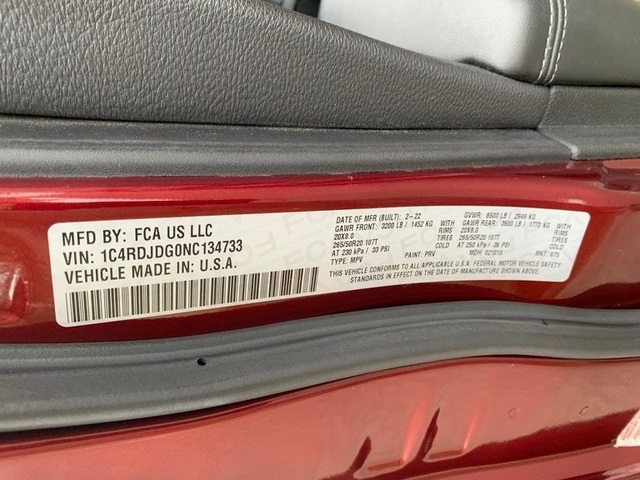 MFD BY: FCA US LLC
VIN: 1C4RDJDG0NC134733
VEHICLE MADE IN: U.S.A.
DATE OF MFR (BUILT): 2-22 GVWR: 6500 LB / 2949 KG
GAWR FRONT: 3200 LB / 1452 KG WITH GAWR REAR: 3900 LB / 1770 KG WITH
20X8.0 RIMS 20X8.0 RIMS
265/50R20 107T TIRES 265/50R20 107T TIRES
AT 230 kPa / 33 PSI COLD AT 250 kPa / 36 PSI COLD
TYPE: MPV PAINT: PRV MDH: 021810 MKT: 675
THIS VEHICLE CONFORMS TO ALL APPLICABLE U.S.A. FEDERAL MOTOR VEHICLE SAFETY
STANDARDS IN EFFECT ON THE DATE OF MANUFACTURE SHOWN ABOVE.